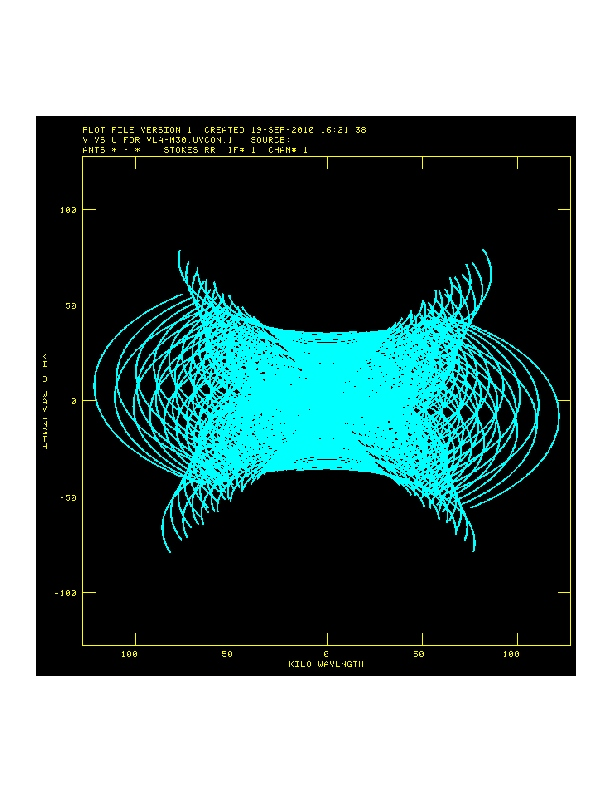 PLOT FILE VERSION 1 CREATED 19-SEP-2010 16:21:38
V VS U FOR VLA-M30.UVCON.1 SOURCE:
ANTS * - * STOKES RR IF# 1 CHAN# 1
100
50
0
-50
-100
100
50
0
50
100
KILO WAVLNGTH